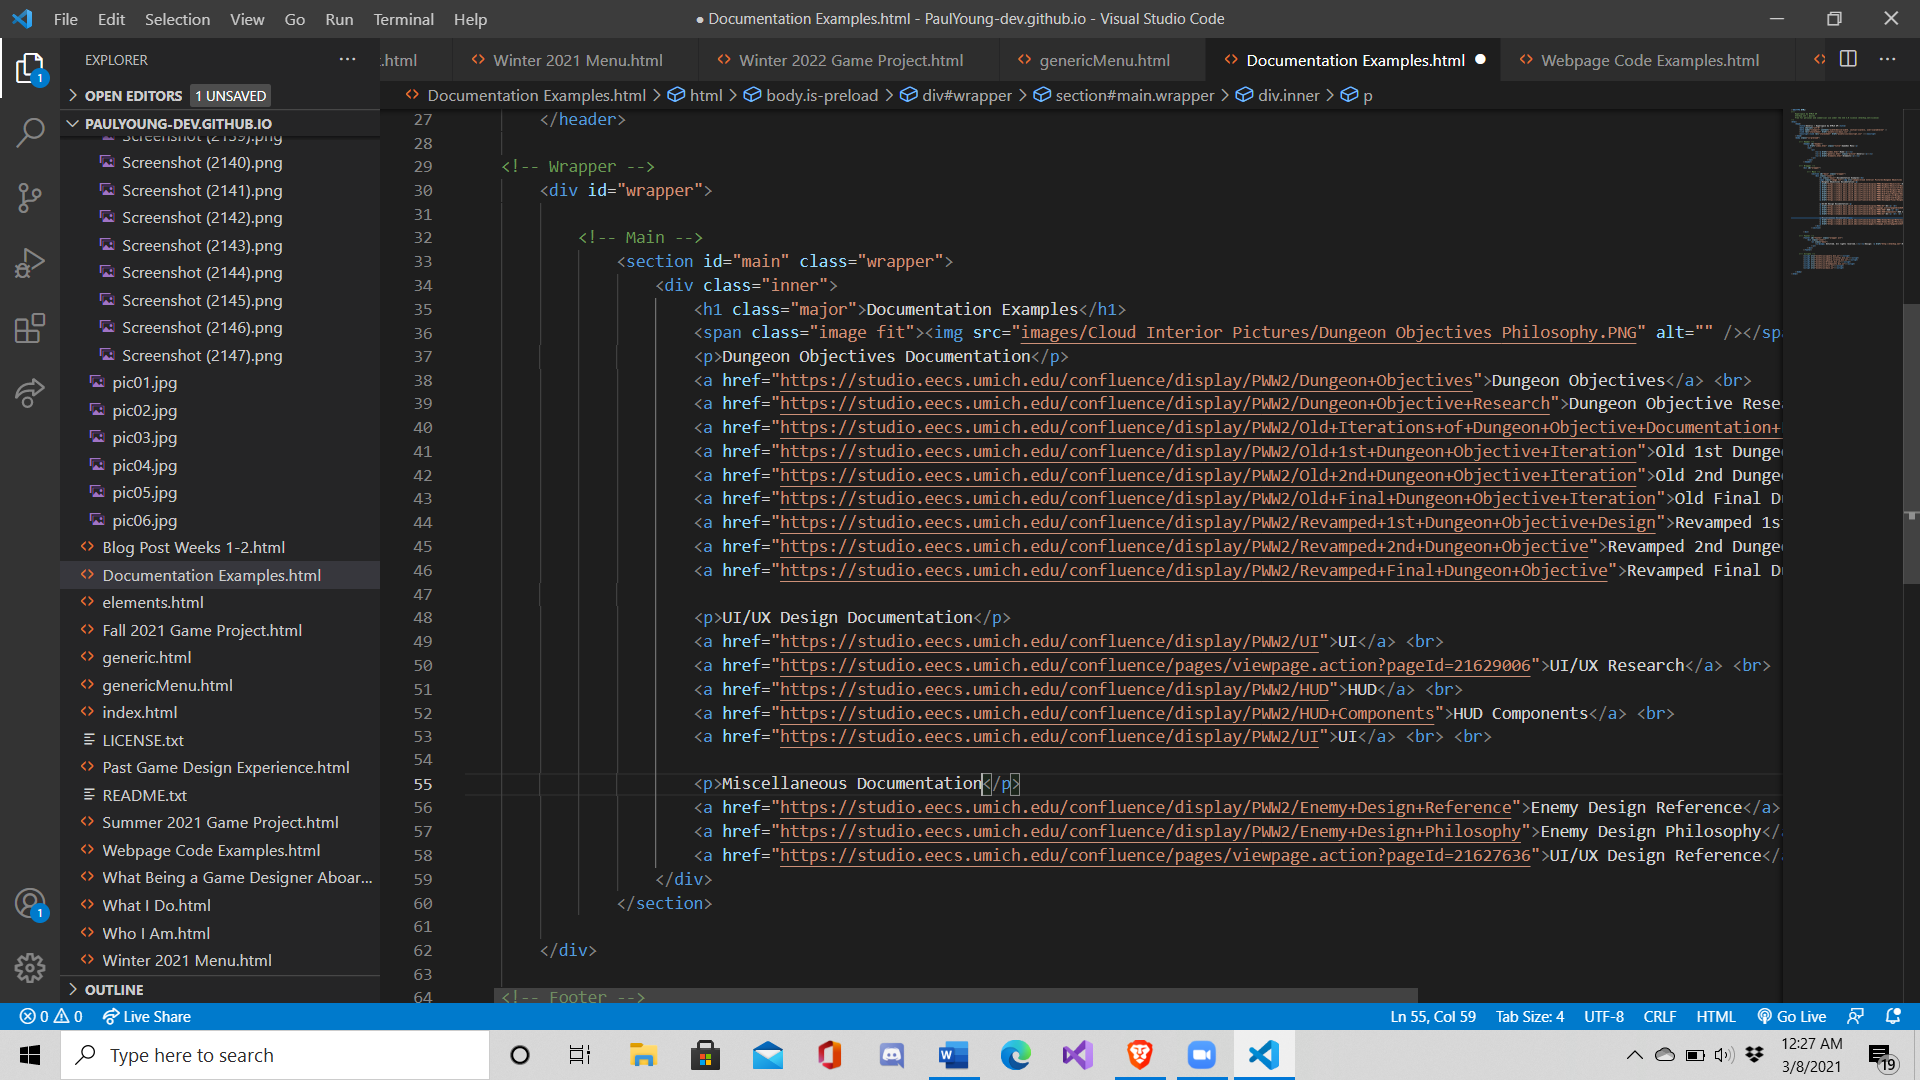 File Edit Selection View Go Run Terminal Help
● Documentation Examples.html - PaulYoung-dev.github.io - Visual Studio Code
EXPLORER
.html
Winter 2021 Menu.html
Winter 2022 Game Project.html
genericMenu.html
Documentation Examples.html
Webpage Code Examples.html
1
OPEN EDITORS 1 UNSAVED
Documentation Examples.html > html > body.is-preload > div#wrapper > section#main.wrapper > div.inner > p
PAULYOUNG-DEV.GITHUB.IO
Screenshot (2139).png
Screenshot (2140).png
Screenshot (2141).png
Screenshot (2142).png
Screenshot (2143).png
Screenshot (2144).png
Screenshot (2145).png
Screenshot (2146).png
Screenshot (2147).png
pic01.jpg
pic02.jpg
pic03.jpg
pic04.jpg
pic05.jpg
pic06.jpg
Blog Post Weeks 1-2.html
Documentation Examples.html
elements.html
Fall 2021 Game Project.html
generic.html
genericMenu.html
index.html
LICENSE.txt
Past Game Design Experience.html
README.txt
Summer 2021 Game Project.html
Webpage Code Examples.html
What Being a Game Designer Aboar...
What I Do.html
Who I Am.html
Winter 2021 Menu.html
OUTLINE
1
27 </header>
28
29 <!-- Wrapper -->
30 <div id="wrapper">
31
32 <!-- Main -->
33 <section id="main" class="wrapper">
34 <div class="inner">
35 <h1 class="major">Documentation Examples</h1>
36 <span class="image fit"><img src="images/Cloud Interior Pictures/Dungeon Objectives Philosophy.PNG" alt="" /></spa
37 <p>Dungeon Objectives Documentation</p>
38 <a href="https://studio.eecs.umich.edu/confluence/display/PWW2/Dungeon+Objectives">Dungeon Objectives</a> <br>
39 <a href="https://studio.eecs.umich.edu/confluence/display/PWW2/Dungeon+Objective+Research">Dungeon Objective Resea
40 <a href="https://studio.eecs.umich.edu/confluence/display/PWW2/Old+Iterations+of+Dungeon+Objective+Documentation+
41 <a href="https://studio.eecs.umich.edu/confluence/display/PWW2/Old+1st+Dungeon+Objective+Iteration">Old 1st Dunge
42 <a href="https://studio.eecs.umich.edu/confluence/display/PWW2/Old+2nd+Dungeon+Objective+Iteration">Old 2nd Dunge
43 <a href="https://studio.eecs.umich.edu/confluence/display/PWW2/Old+Final+Dungeon+Objective+Iteration">Old Final Du
44 <a href="https://studio.eecs.umich.edu/confluence/display/PWW2/Revamped+1st+Dungeon+Objective+Design">Revamped 1st
45 <a href="https://studio.eecs.umich.edu/confluence/display/PWW2/Revamped+2nd+Dungeon+Objective">Revamped 2nd Dunge
46 <a href="https://studio.eecs.umich.edu/confluence/display/PWW2/Revamped+Final+Dungeon+Objective">Revamped Final Du
47
48 <p>UI/UX Design Documentation</p>
49 <a href="https://studio.eecs.umich.edu/confluence/display/PWW2/UI">UI</a> <br>
50 <a href="https://studio.eecs.umich.edu/confluence/pages/viewpage.action?pageId=21629006">UI/UX Research</a> <br>
51 <a href="https://studio.eecs.umich.edu/confluence/display/PWW2/HUD">HUD</a> <br>
52 <a href="https://studio.eecs.umich.edu/confluence/display/PWW2/HUD+Components">HUD Components</a> <br>
53 <a href="https://studio.eecs.umich.edu/confluence/display/PWW2/UI">UI</a> <br> <br>
54
55 <p>Miscellaneous Documentation</p>
56 <a href="https://studio.eecs.umich.edu/confluence/display/PWW2/Enemy+Design+Reference">Enemy Design Reference</a>
57 <a href="https://studio.eecs.umich.edu/confluence/display/PWW2/Enemy+Design+Philosophy">Enemy Design Philosophy</
58 <a href="https://studio.eecs.umich.edu/confluence/pages/viewpage.action?pageId=21627636">UI/UX Design Reference</
59 </div>
60 </section>
61
62 </div>
63
64 <!-- Footer -->
0 0 Live Share
Ln 55, Col 59 Tab Size: 4 UTF-8 CRLF HTML Go Live
Type here to search
12:27 AM
3/8/2021
19